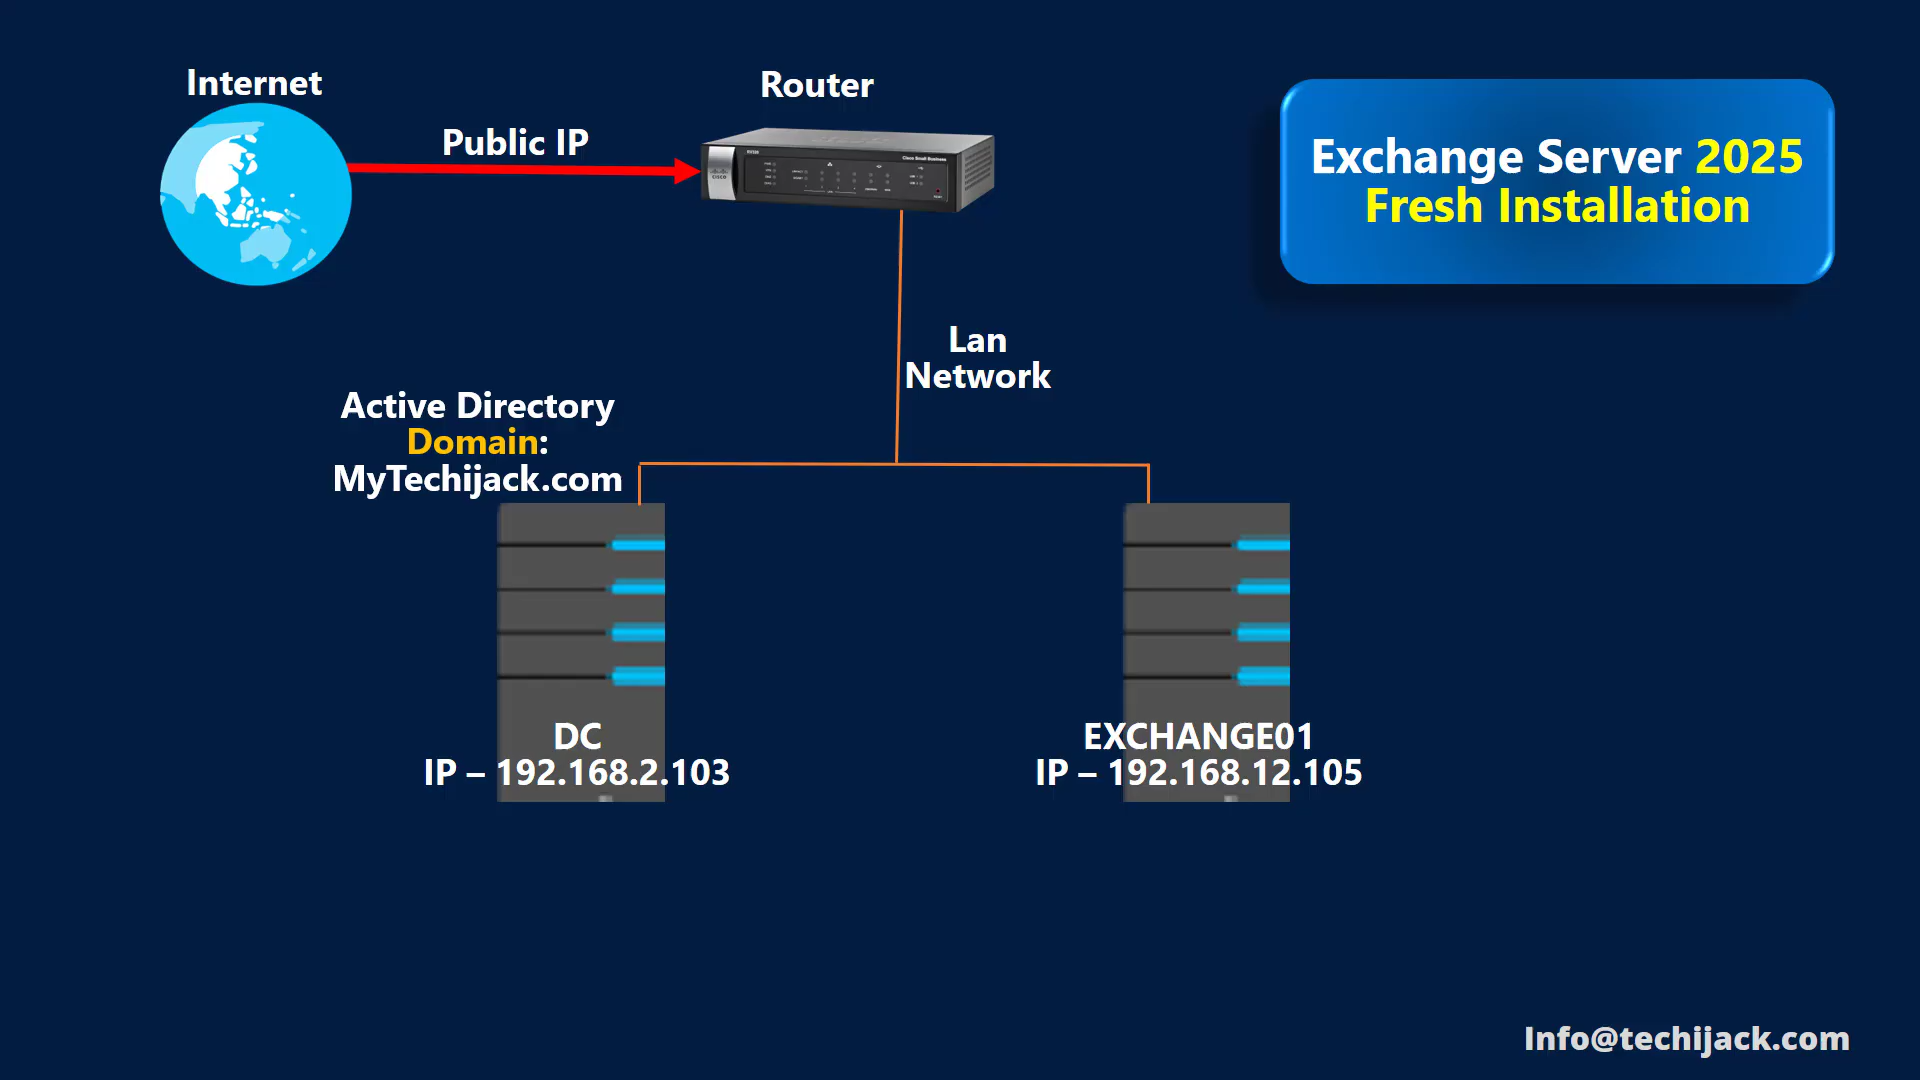 Internet
Router
Public IP
Exchange Server 2025
Fresh Installation
Lan
Network
Active Directory
Domain:
MyTechijack.com
DC
IP – 192.168.2.103
EXCHANGE01
IP – 192.168.12.105
Info@techijack.com